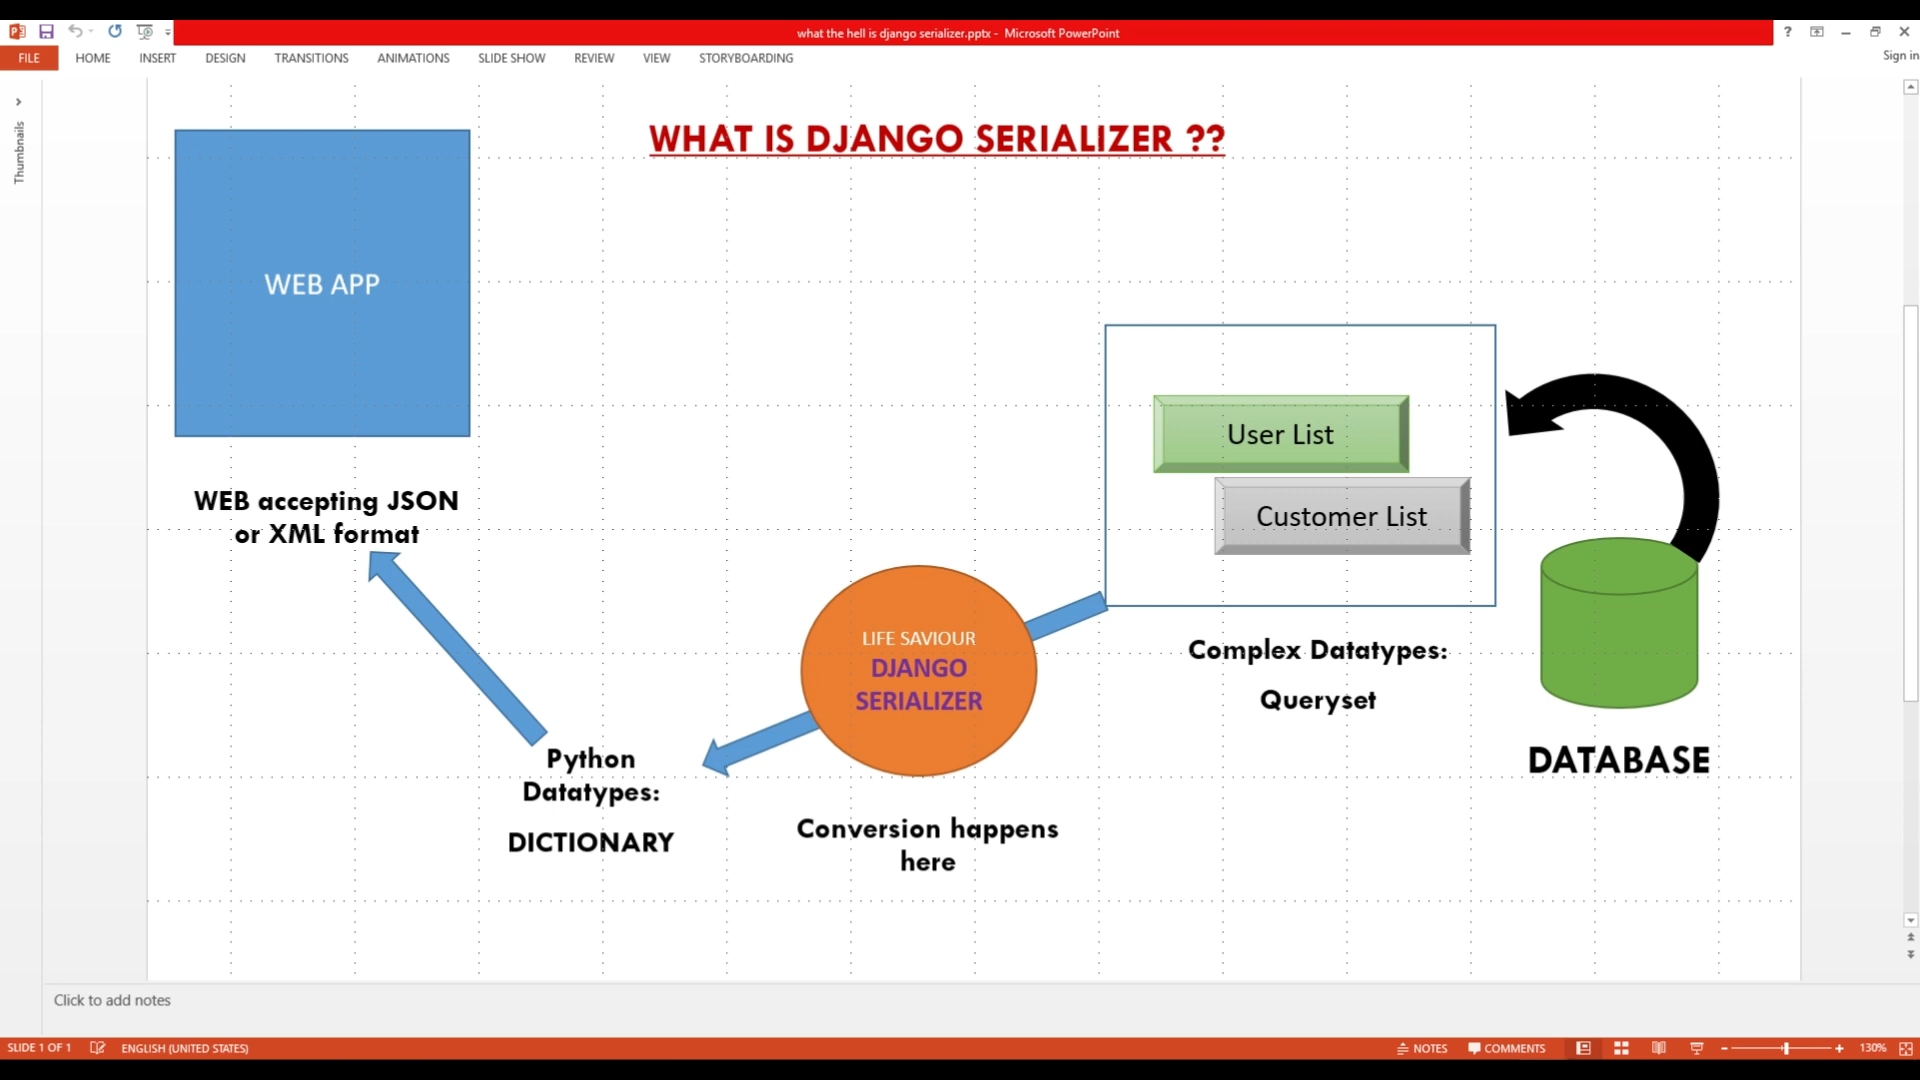 what the hell is django serializer.pptx - Microsoft PowerPoint
Sign in
FILE HOME INSERT DESIGN TRANSITIONS ANIMATIONS SLIDE SHOW REVIEW VIEW STORYBOARDING
Thumbnails
WHAT IS DJANGO SERIALIZER ??
WEB APP
WEB accepting JSON
or XML format
User List
Customer List
Complex Datatypes:
Queryset
DATABASE
LIFE SAVIOUR
DJANGO
SERIALIZER
Conversion happens
here
Python
Datatypes:
DICTIONARY
Click to add notes
SLIDE 1 OF 1 ENGLISH (UNITED STATES) NOTES COMMENTS 130%